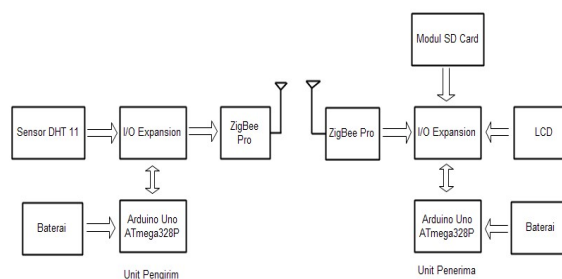 Modul SD Card
Sensor DHT 11
I/O Expansion
ZigBee
Pro
ZigBee Pro
I/O Expansion
LCD
Baterai
Arduino Uno
ATmega328P
Arduino Uno
ATmega328P
Baterai
Unit Pengirim
Unit Penerima